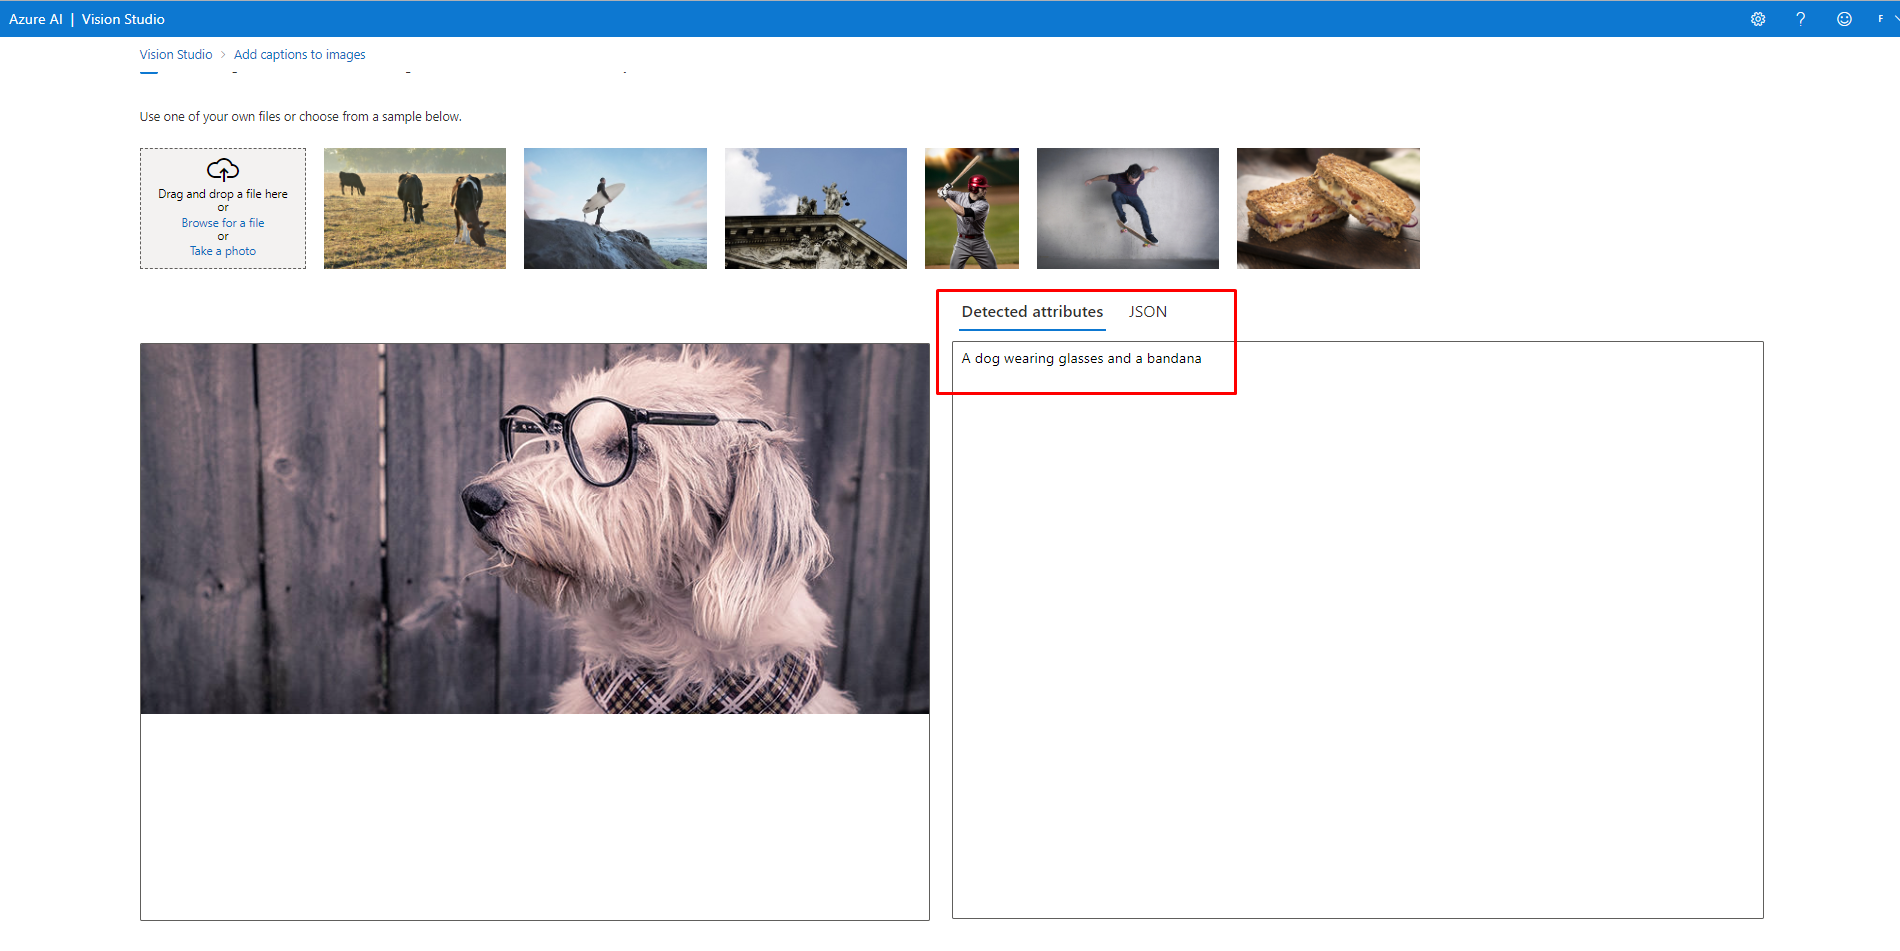 Azure AI | Vision Studio
F
Vision Studio > Add captions to images
Use one of your own files or choose from a sample below.
Drag and drop a file here
or
Browse for a file
or
Take a photo
Detected attributes JSON
A dog wearing glasses and a bandana